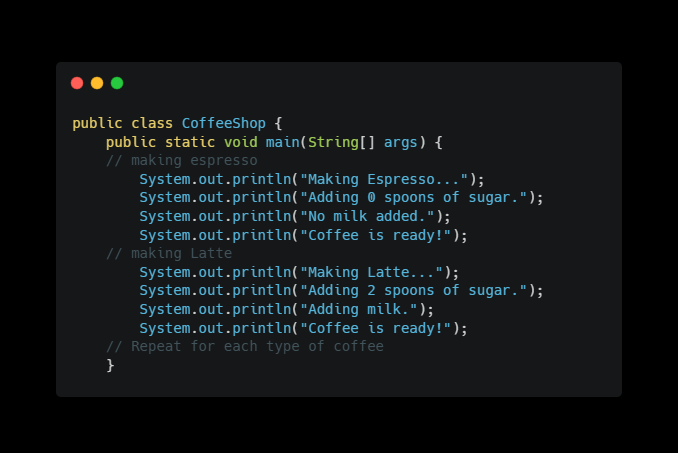 public class CoffeeShop {
    public static void main(String[] args) {
    // making espresso
        System.out.println("Making Espresso...");
        System.out.println("Adding 0 spoons of sugar.");
        System.out.println("No milk added.");
        System.out.println("Coffee is ready!");
    // making Latte
        System.out.println("Making Latte...");
        System.out.println("Adding 2 spoons of sugar.");
        System.out.println("Adding milk.");
        System.out.println("Coffee is ready!");
    // Repeat for each type of coffee
    }